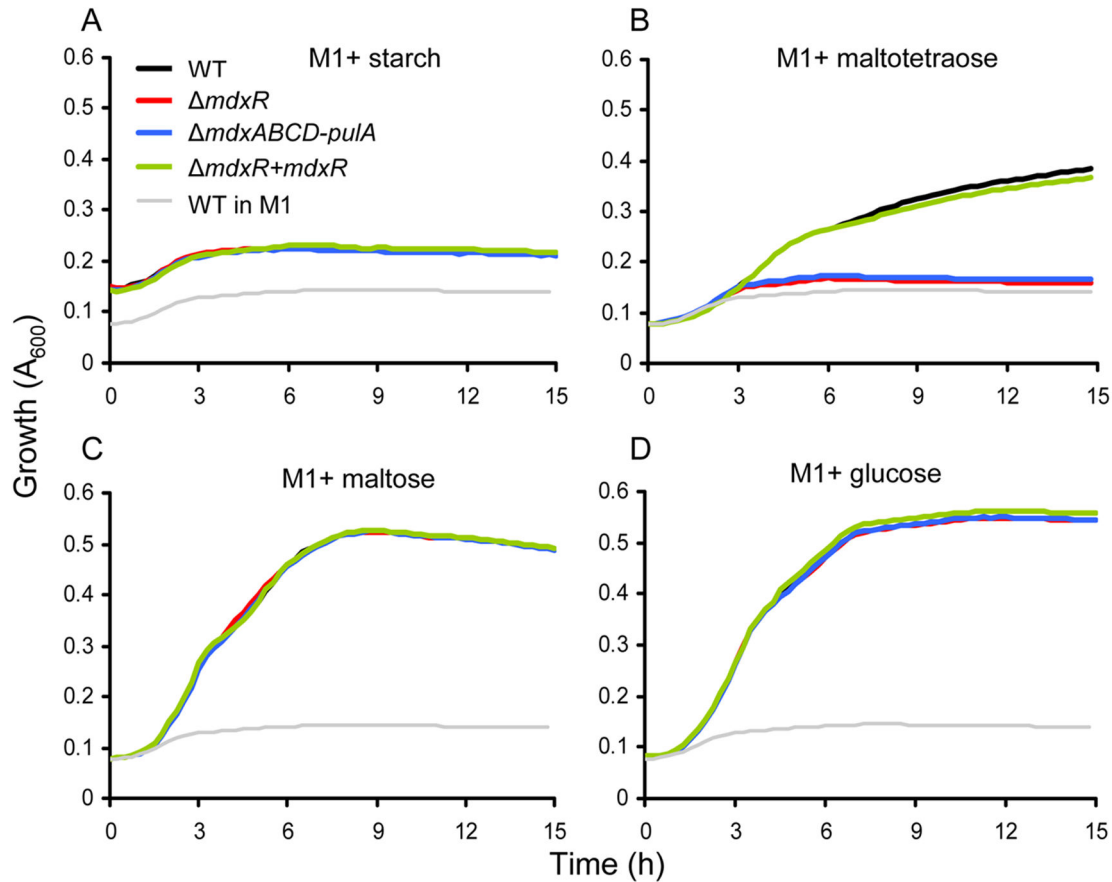 A
M1+ starch
0.6
0.5
0.4
0.3
0.2
0.1
0
WT
ΔmdxR
ΔmdxABCD-pulA
ΔmdxR+mdxR
WT in M1
0 3 6 9 12 15
B
M1+ maltotetraose
0.6
0.5
0.4
0.3
0.2
0.1
0
0 3 6 9 12 15
Growth (A600)
C
M1+ maltose
0.6
0.5
0.4
0.3
0.2
0.1
0
0 3 6 9 12 15
D
M1+ glucose
0.6
0.5
0.4
0.3
0.2
0.1
0
0 3 6 9 12 15
Time (h)